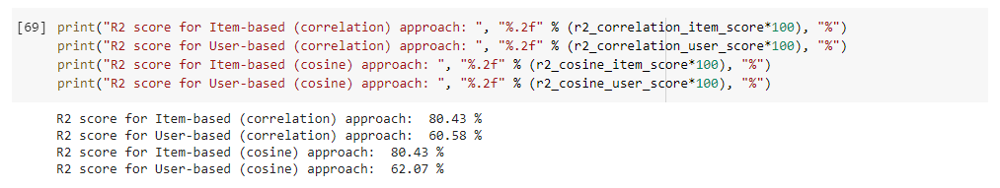 [69] print("R2 score for Item-based (correlation) approach: ", "%.2f" % (r2_correlation_item_score*100), "%")
print("R2 score for User-based (correlation) approach: ", "%.2f" % (r2_correlation_user_score*100), "%")
print("R2 score for Item-based (cosine) approach: ", "%.2f" % (r2_cosine_item_score*100), "%")
print("R2 score for User-based (cosine) approach: ", "%.2f" % (r2_cosine_user_score*100), "%")
R2 score for Item-based (correlation) approach:  80.43 %
R2 score for User-based (correlation) approach:  60.58 %
R2 score for Item-based (cosine) approach:  80.43 %
R2 score for User-based (cosine) approach:  62.07 %